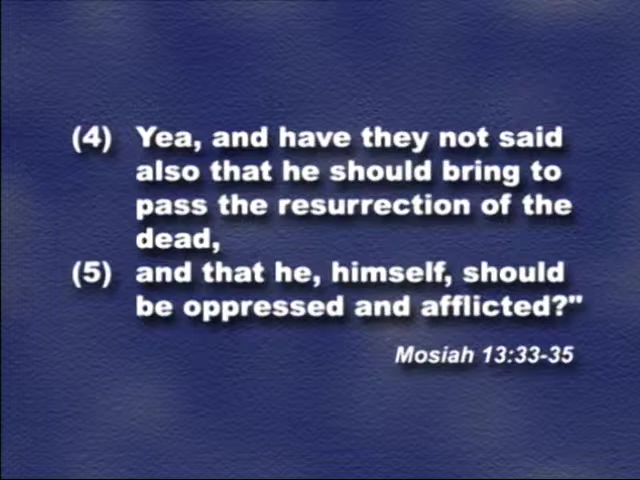 (4) Yea, and have they not said
also that he should bring to
pass the resurrection of the
dead,
(5) and that he, himself, should
be oppressed and afflicted?"
Mosiah 13:33-35